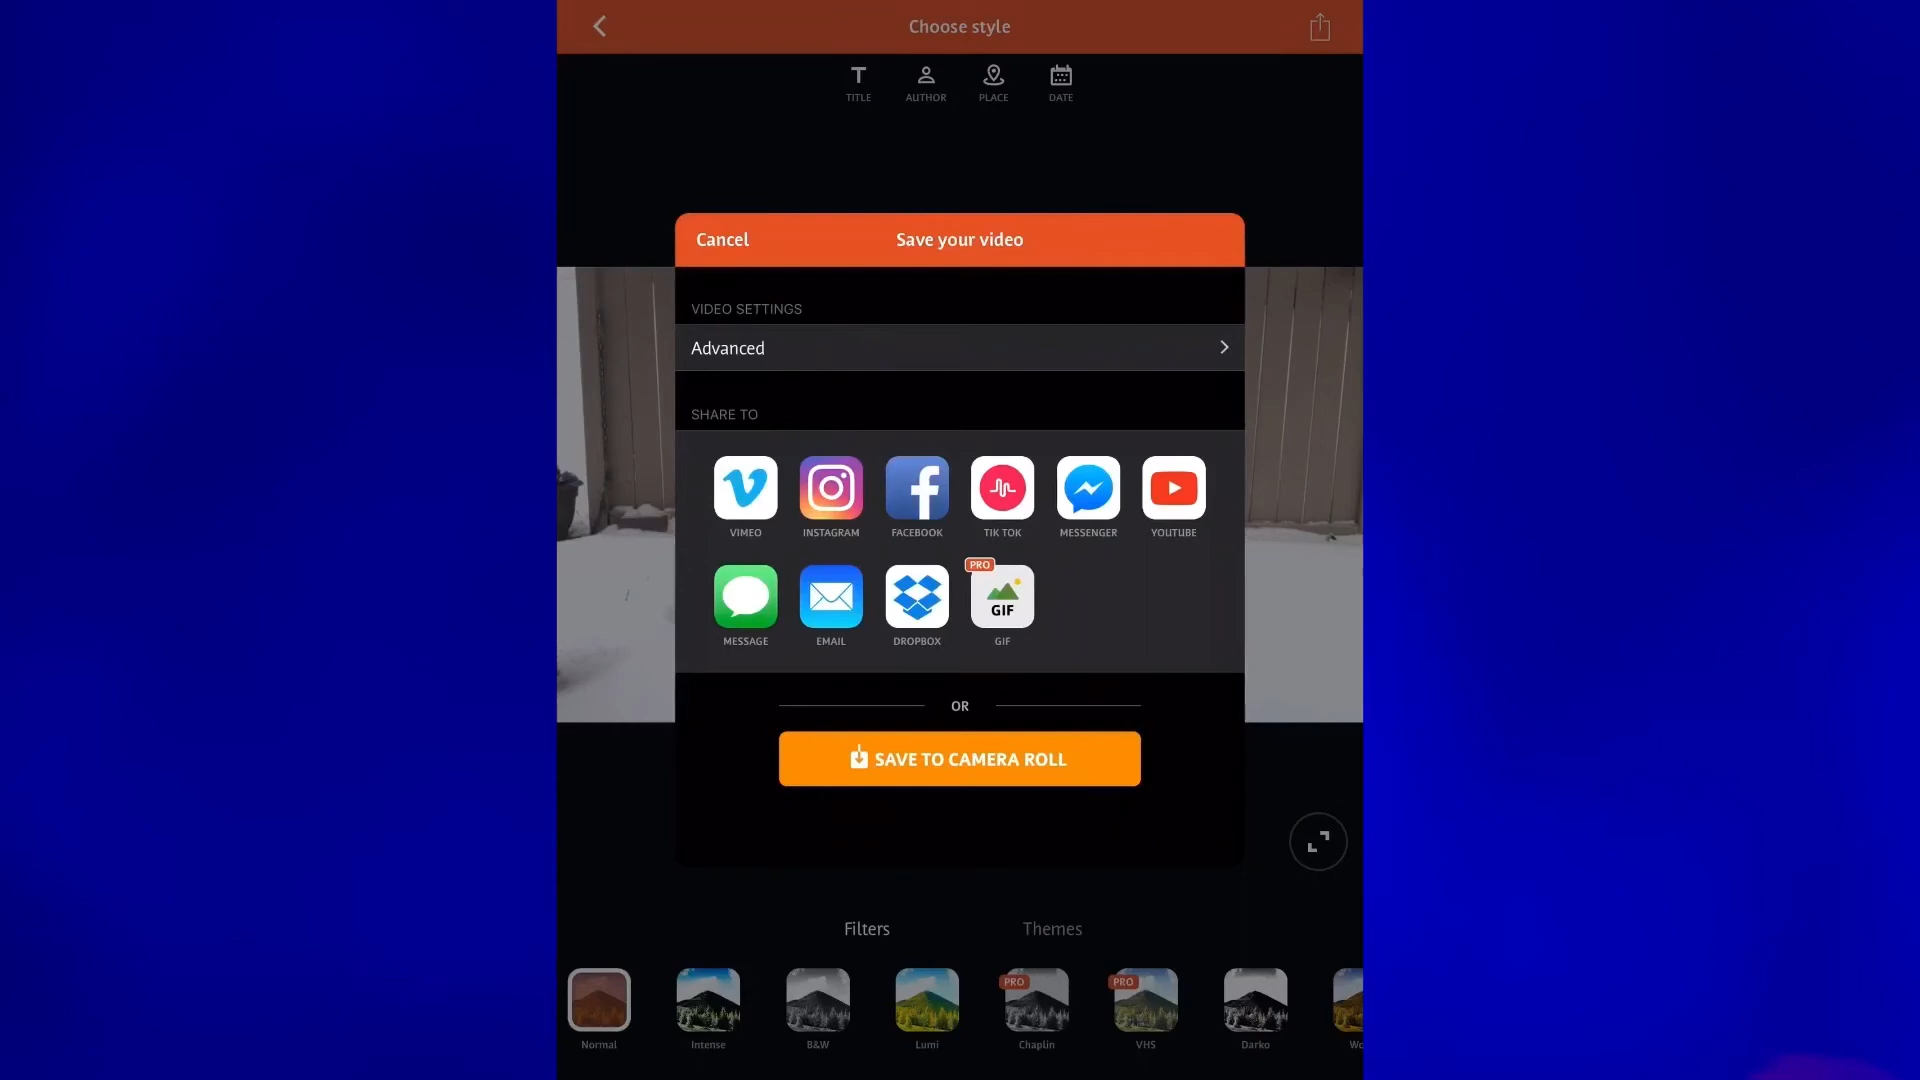 Choose style
TITLE AUTHOR PLACE DATE
Cancel Save your video
VIDEO SETTINGS
Advanced
SHARE TO
VIMEO INSTAGRAM FACEBOOK TIK TOK MESSENGER YOUTUBE
PRO
GIF
MESSAGE EMAIL DROPBOX GIF
OR
SAVE TO CAMERA ROLL
Filters Themes
PRO PRO
Normal Intense B&W Lumi Chaplin VHS Darko